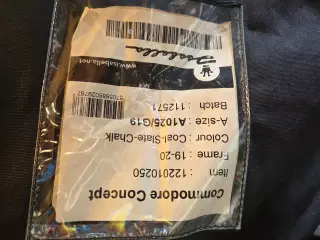 Commodore Concept
Item : 122010250
Frame : 19-20
Colour : Coal-Slate-Chalk
A-size : A1025/G19
Batch : 112571
Isabella
www.isabella.net